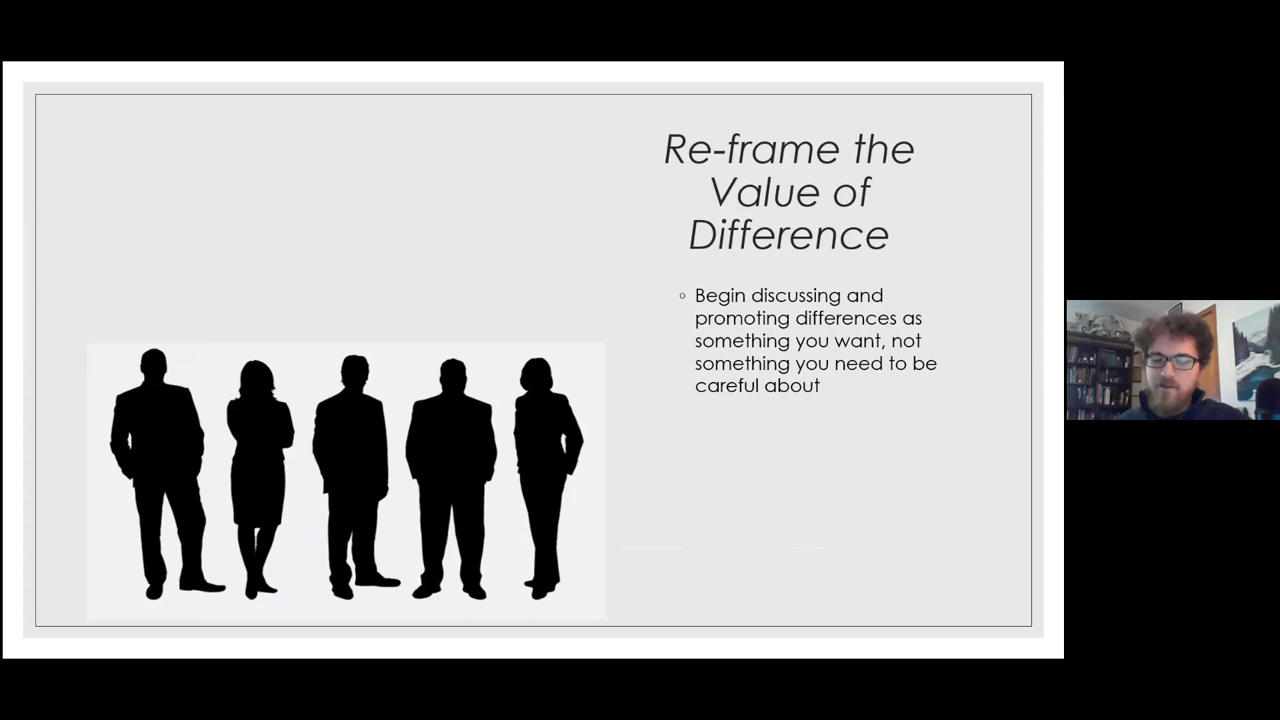 Re-frame the
Value of
Difference
◦ Begin discussing and
promoting differences as
something you want, not
something you need to be
careful about